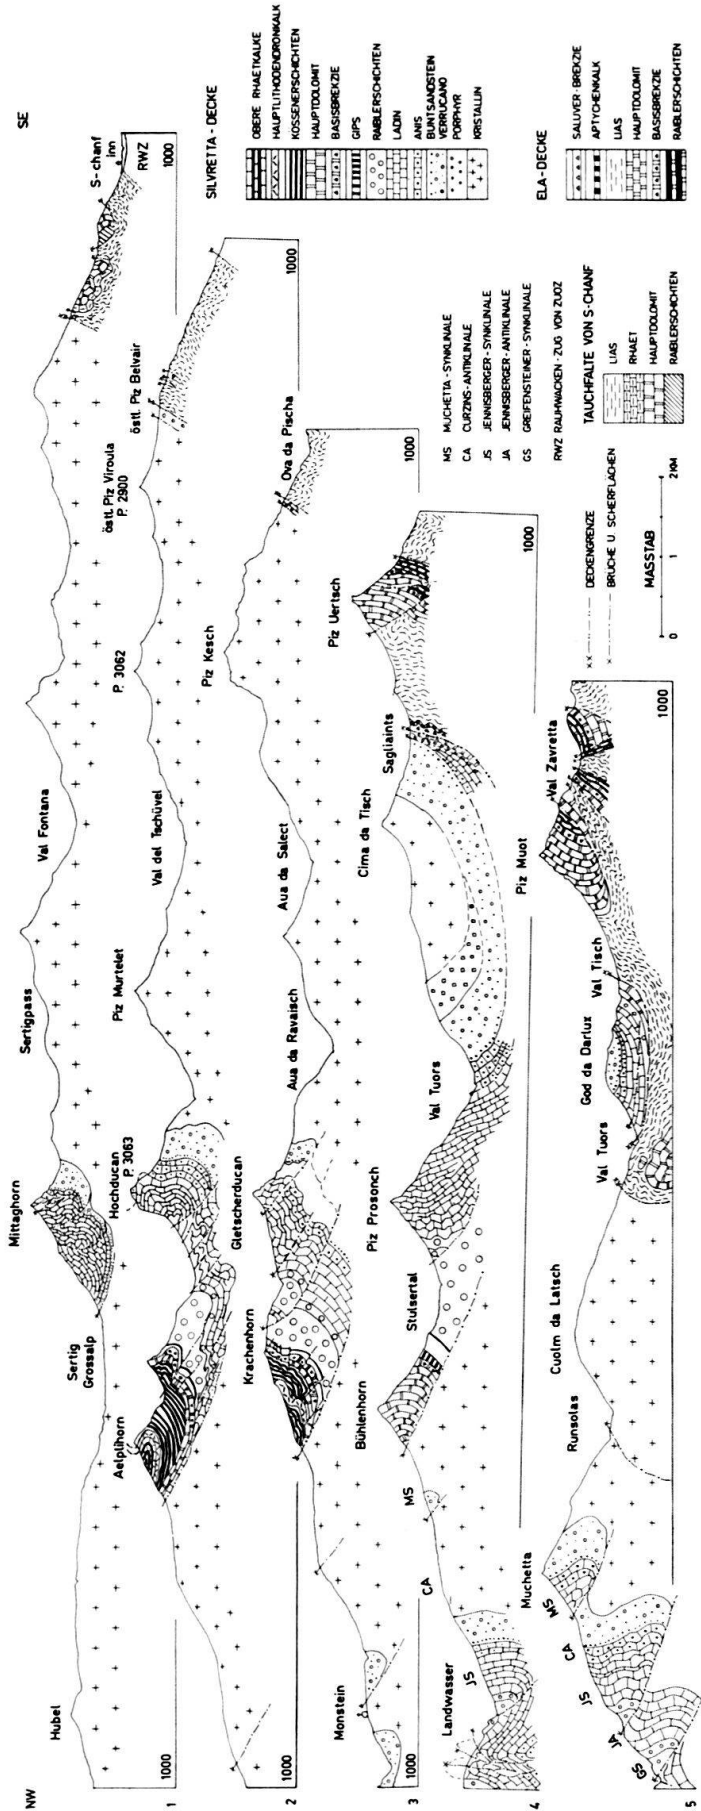 NW
SE
Hubel
Sertig
Grossalp
Mittaghorn
Sertigpass
Val Fontana
S-chanf
inn
RWZ
1000
1000
1
Aelplihorn
Hochducan
P. 3063
Piz Murtelet
Val del Tschüvel
P. 3062
östl. Piz Viroula
P. 2900
östl. Piz Belvair
1000
1000
2
Monstein
Krachenhorn
Gletscherducan
Aua da Ravaisch
Aua da Salect
Piz Kesch
Ova da Pischa
1000
1000
3
Landwasser
JS
CA
MS
Bühlenhorn
Stulsertal
Piz Prosonch
Val Tuors
Cima da Tisch
Sagliaints
Piz Uertsch
1000
4
GS
JA
JS
CA
MS
Muchetta
Runsolas
Cuolm da Latsch
Val Tuors
God da Darlux
Val Tisch
Piz Muot
Val Zavretta
1000
5
SILVRETTA - DECKE
OBERE RHAETKALKE
HAUPTLITHODENDRONKALK
KÖSSENERSCHICHTEN
HAUPTDOLOMIT
BASISBREKZIE
GIPS
RAIBLERSCHICHTEN
LADIN
ANIS
BUNTSANDSTEIN
VERRUCANO
PORPHYR
KRISTALLIN
ELA - DECKE
SALUVER - BREKZIE
APTYCHENKALK
LIAS
HAUPTDOLOMIT
BASISBREKZIE
RAIBLERSCHICHTEN
MS MUCHETTA - SYNKLINALE
CA CURZINS-ANTIKLINALE
JS JENNISBERGER - SYNKLINALE
JA JENNISBERGER - ANTIKLINALE
GS GREIFENSTEINER - SYNKLINALE
RWZ RAUHWACKEN - ZUG VON ZUOZ
TAUCHFALTE VON S-CHANF
LIAS
RHAET
HAUPTDOLOMIT
RAIBLERSCHICHTEN
DECKENGRENZE
BRÜCHE U. SCHERFLÄCHEN
MASSTAB
0 1 2 KM